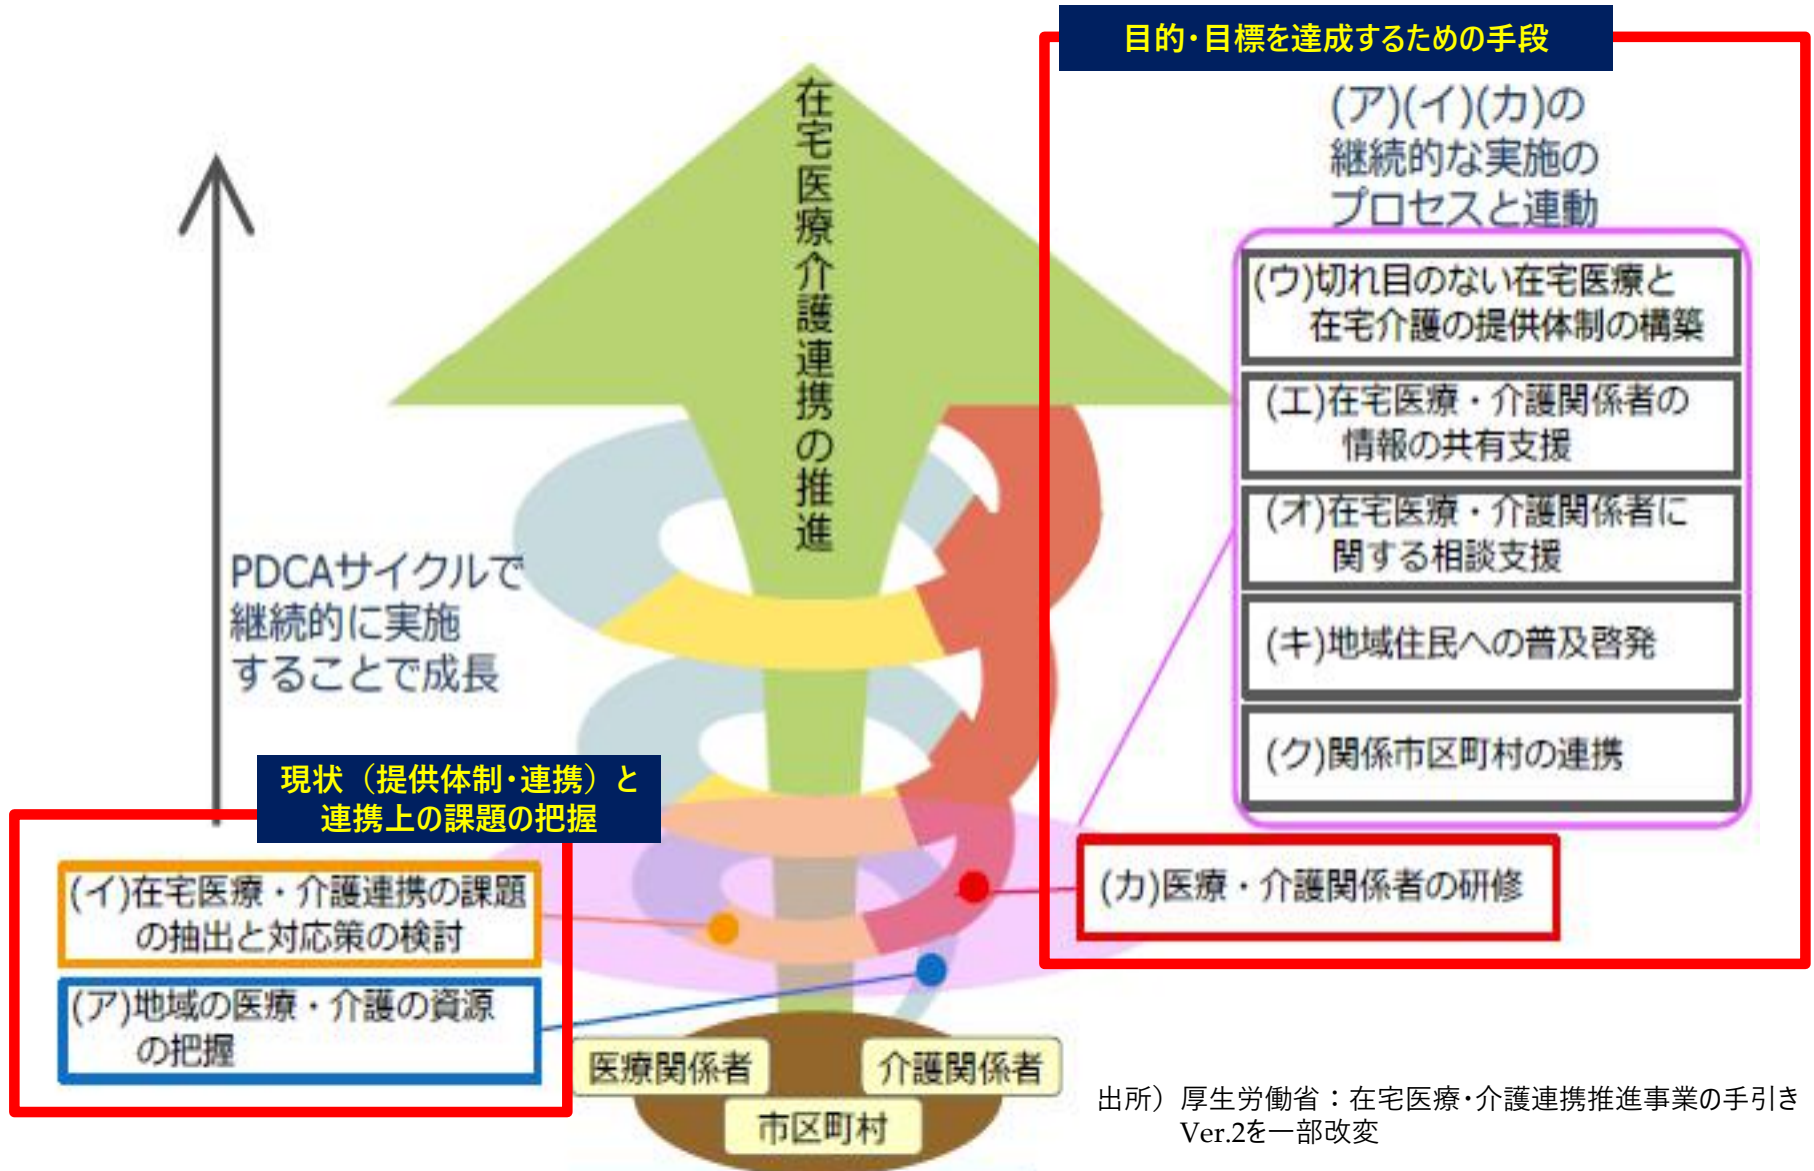 目的・目標を達成するための手段
(ア)(イ)(カ)の
継続的な実施の
プロセスと連動
(ウ)切れ目のない在宅医療と
在宅介護の提供体制の構築
(エ)在宅医療・介護関係者の
情報の共有支援
(オ)在宅医療・介護関係者に
関する相談支援
(キ)地域住民への普及啓発
(ク)関係市区町村の連携
(カ)医療・介護関係者の研修
在宅医療介護連携の推進
PDCAサイクルで
継続的に実施
することで成長
現状（提供体制・連携）と
連携上の課題の把握
(イ)在宅医療・介護連携の課題
の抽出と対応策の検討
(ア)地域の医療・介護の資源
の把握
医療関係者
介護関係者
市区町村
出所）厚生労働省：在宅医療・介護連携推進事業の手引き
Ver.2を一部改変